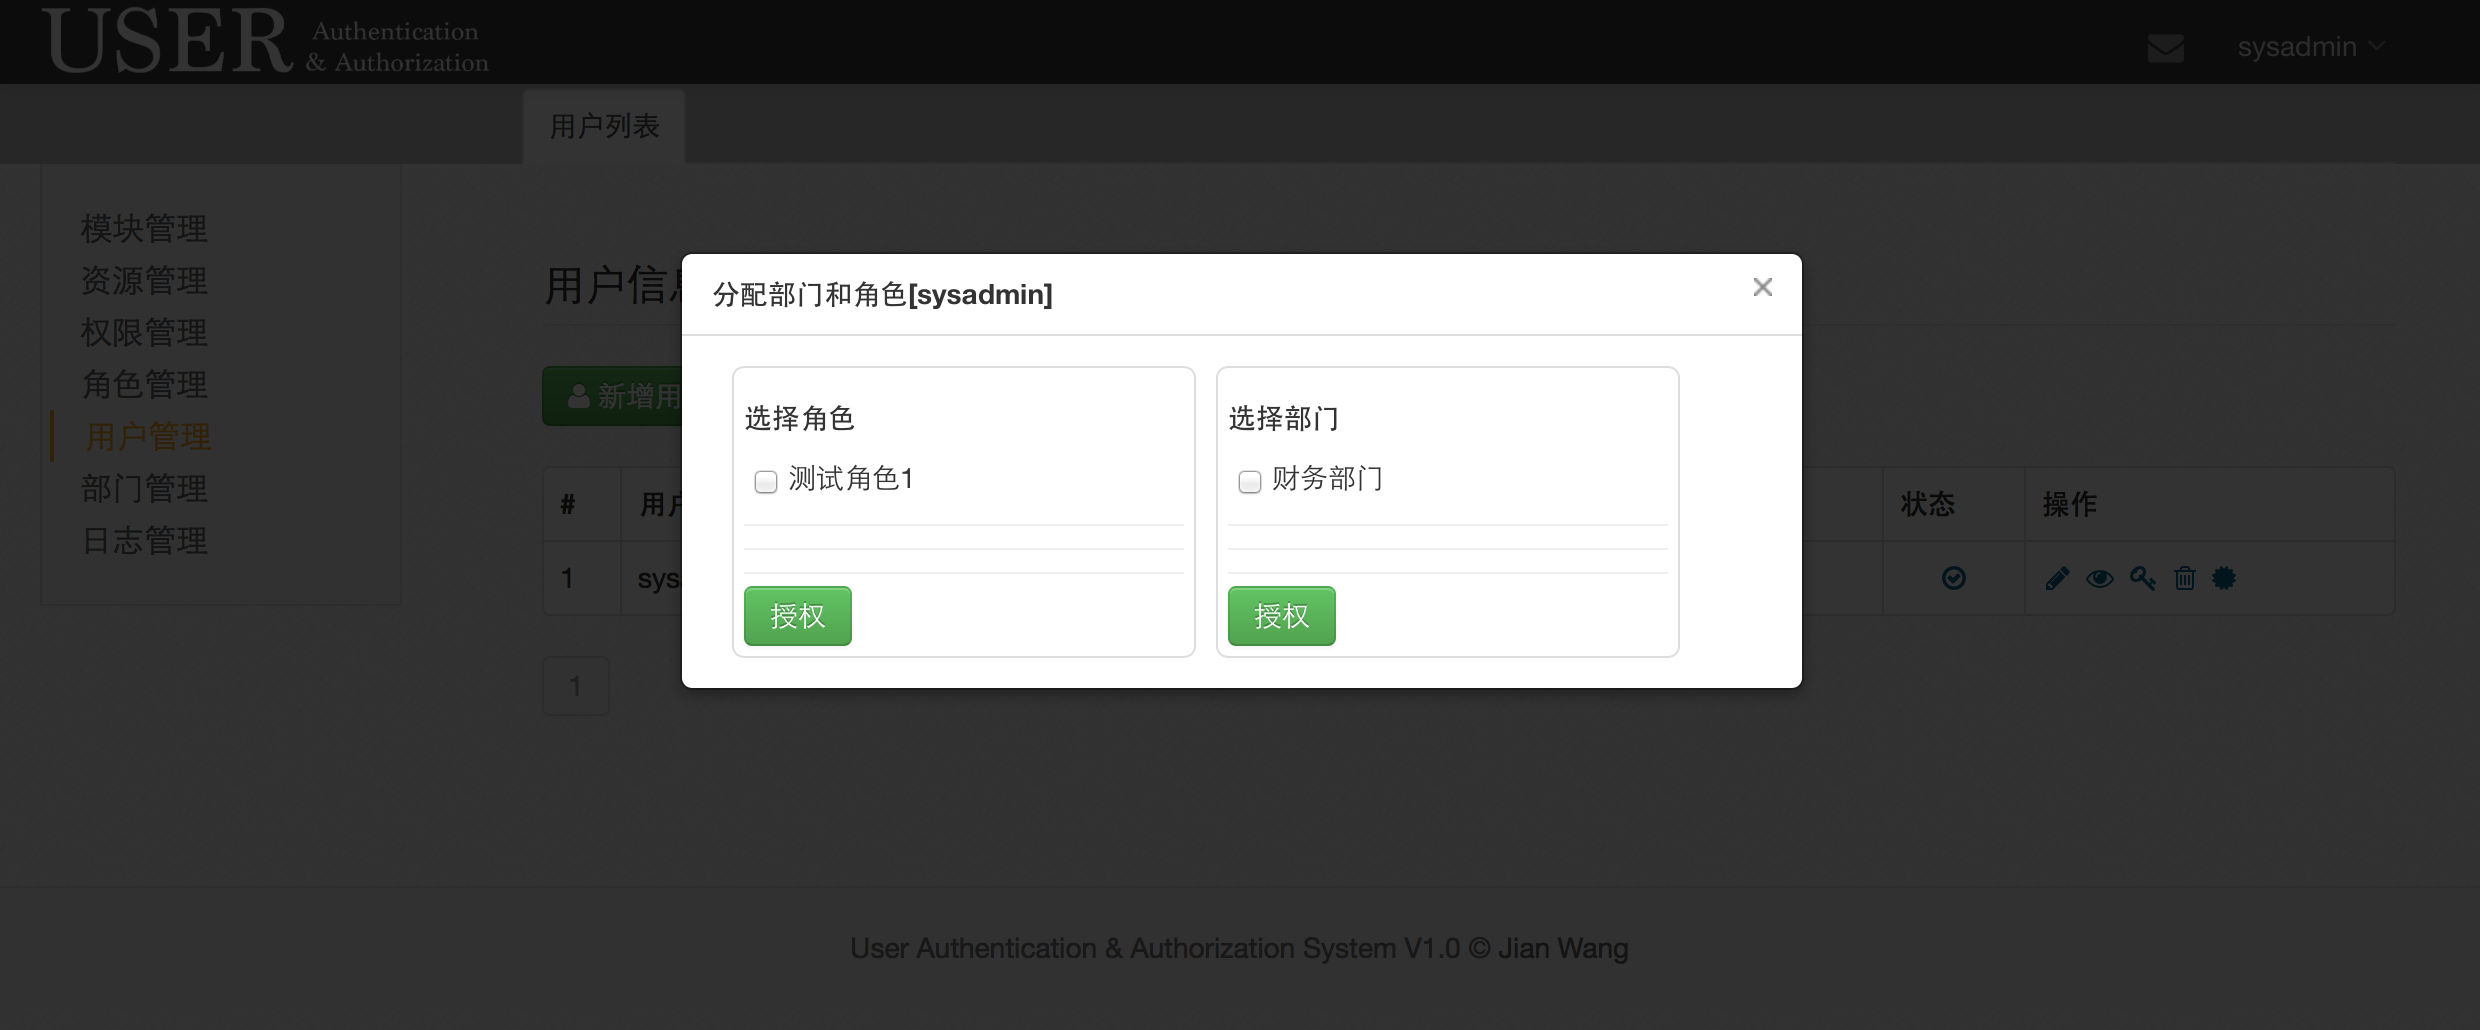 USER Authentication
& Authorization
sysadmin
用户列表
模块管理
资源管理
权限管理
角色管理
用户管理
部门管理
日志管理
用户信息
新增用
分配部门和角色[sysadmin]
选择角色
测试角色1
授权
选择部门
财务部门
授权
# 用户 状态 操作
1 sys
1
User Authentication & Authorization System V1.0 © Jian Wang